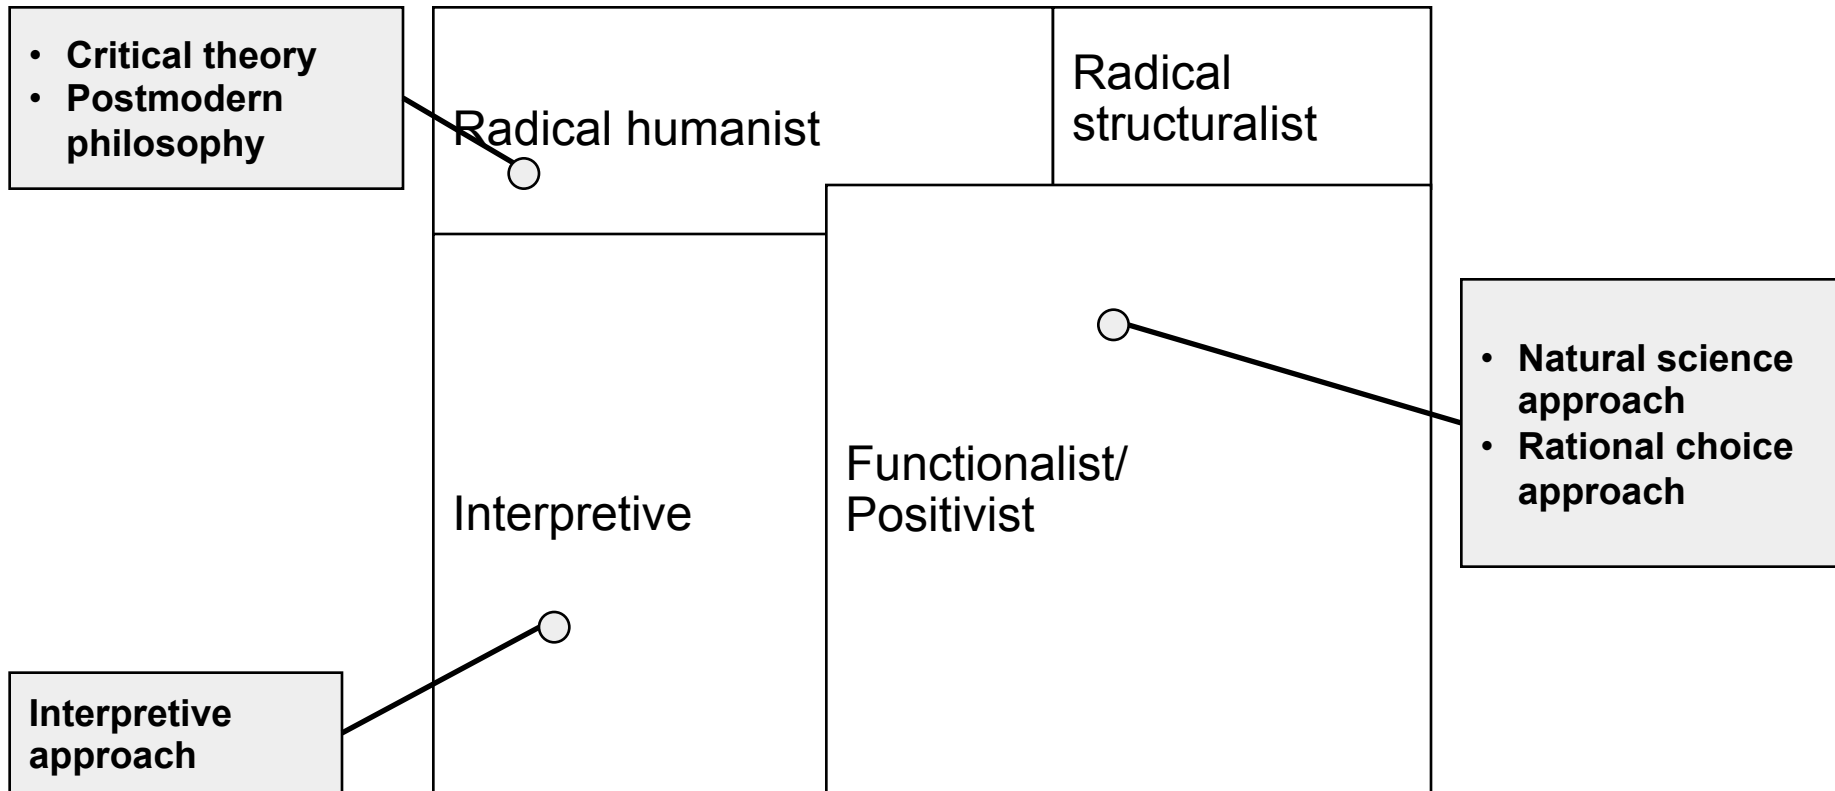 • Critical theory
• Postmodern
philosophy
Radical humanist
Radical
structuralist
Interpretive
Functionalist/
Positivist
• Natural science
approach
• Rational choice
approach
Interpretive
approach